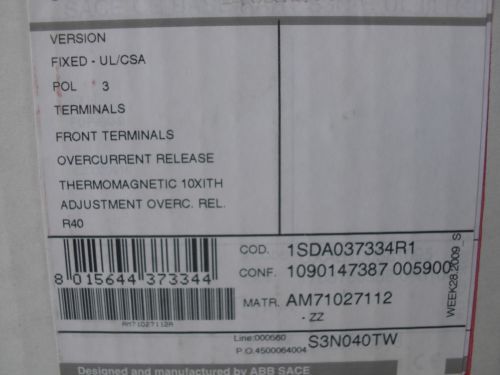 VERSION
FIXED - UL/CSA
POL 3
TERMINALS
FRONT TERMINALS
OVERCURRENT RELEASE
THERMOMAGNETIC 10XITH
ADJUSTMENT OVERC. REL.
R40
COD. 1SDA037334R1
8 015644 373344
CONF. 1090147387 005900
MATR. AM71027112
- ZZ
AM71027112A
WEEK28.2009_S
Line:000560
S3N040TW
P.O.4500064004
Designed and manufactured by ABB SACE